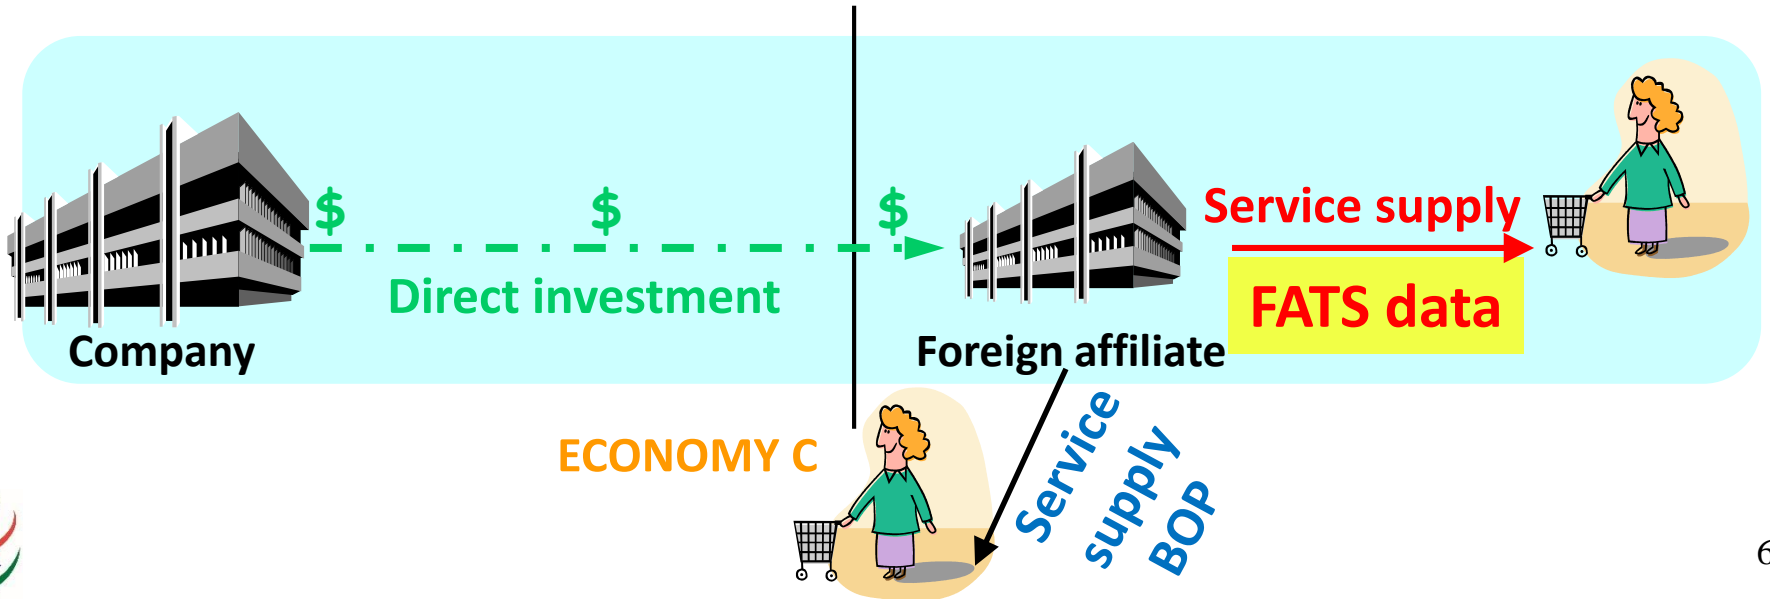 $ $ $
Service supply
Direct investment
FATS data
Company
Foreign affiliate
ECONOMY C
Service
supply
BOP
6